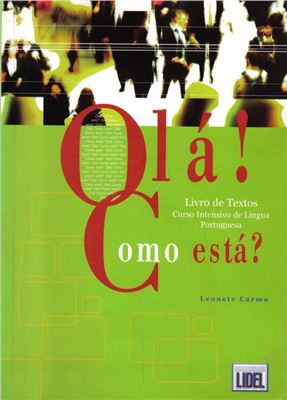 Olá!
Livro de Textos
Curso Intensivo de Língua
Portuguesa
Como está?
Leonete Carmo
LIDEL